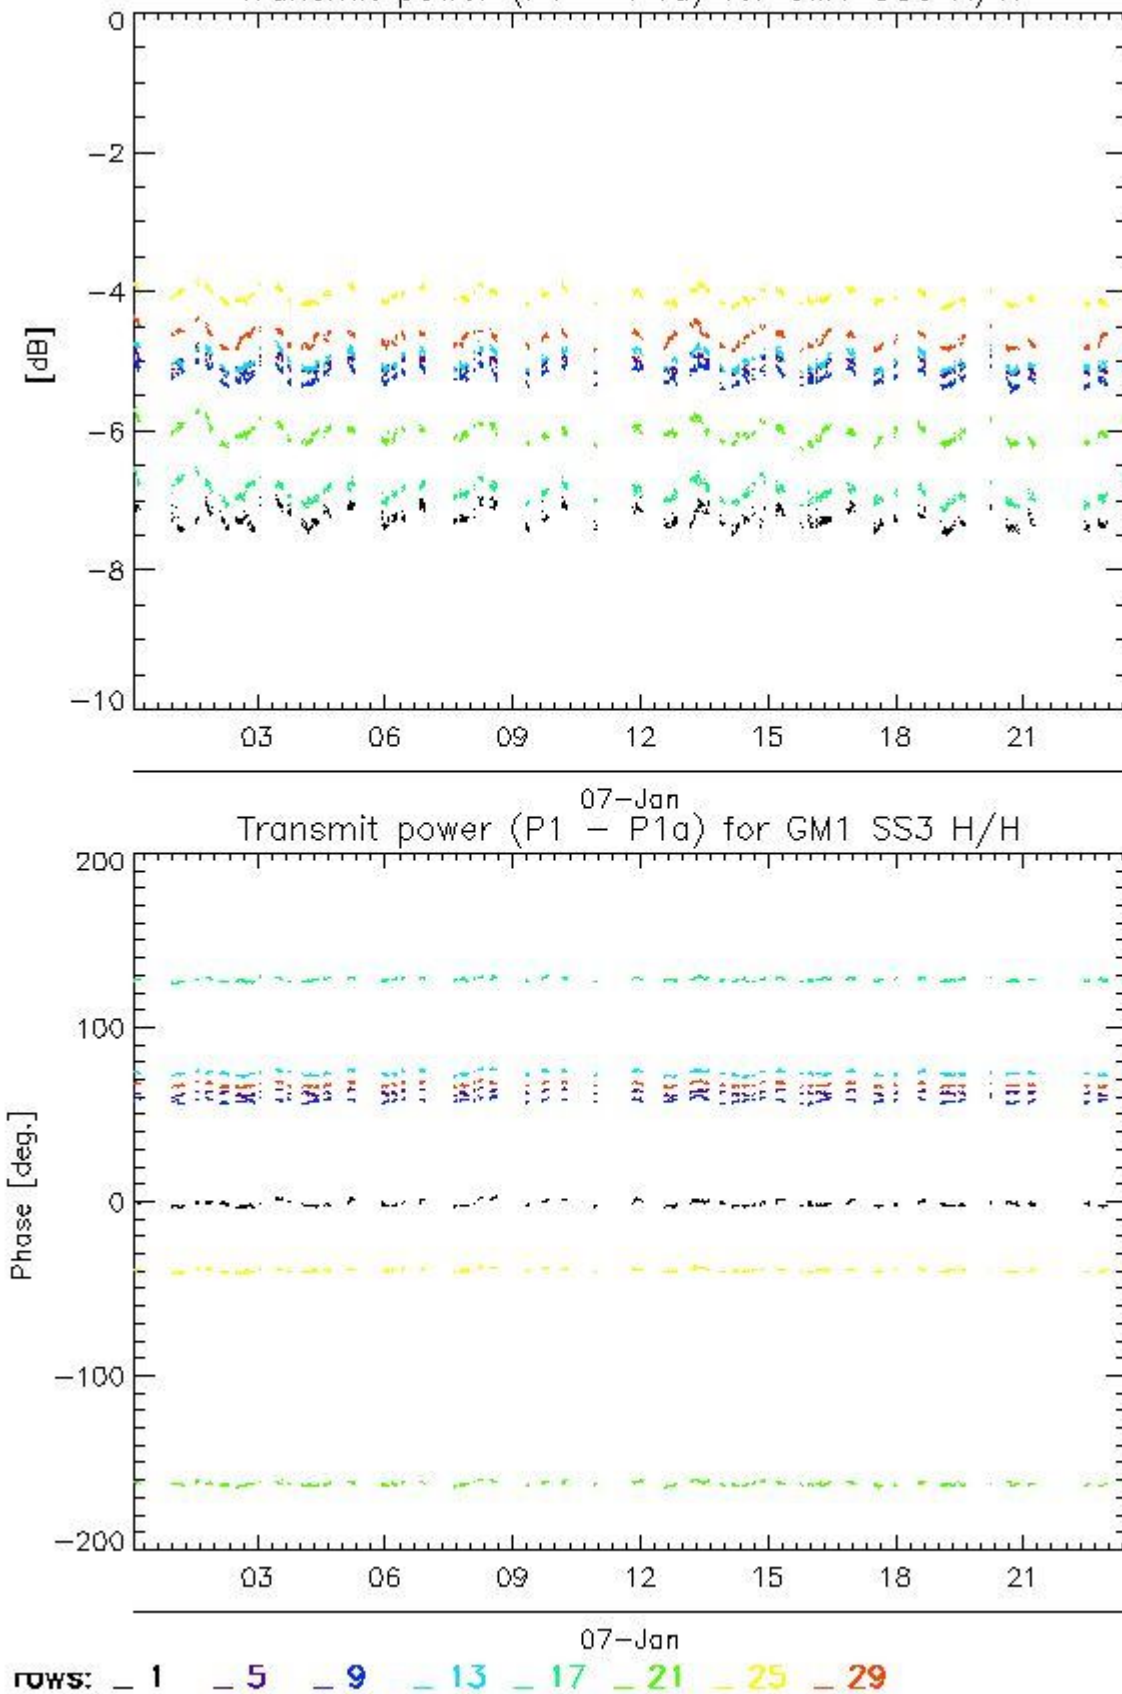 0
-2
-4
[dB]
-6
-8
-10
03 06 09 12 15 18 21
07-Jan
Transmit power (P1 - P1a) for GM1 SS3 H/H
200
100
0
Phase [deg.]
-100
-200
03 06 09 12 15 18 21
07-Jan
rows: _ 1 _ 5 _ 9 _ 13 _ 17 _ 21 _ 25 _ 29